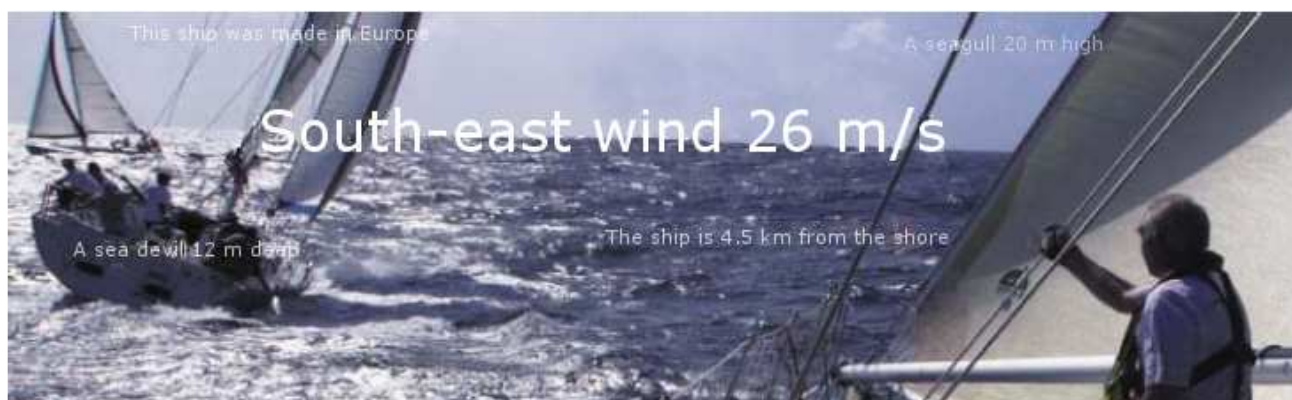 This ship was made in Europe
A seagull 20 m high
South-east wind 26 m/s
The ship is 4.5 km from the shore
A sea devil 12 m deep